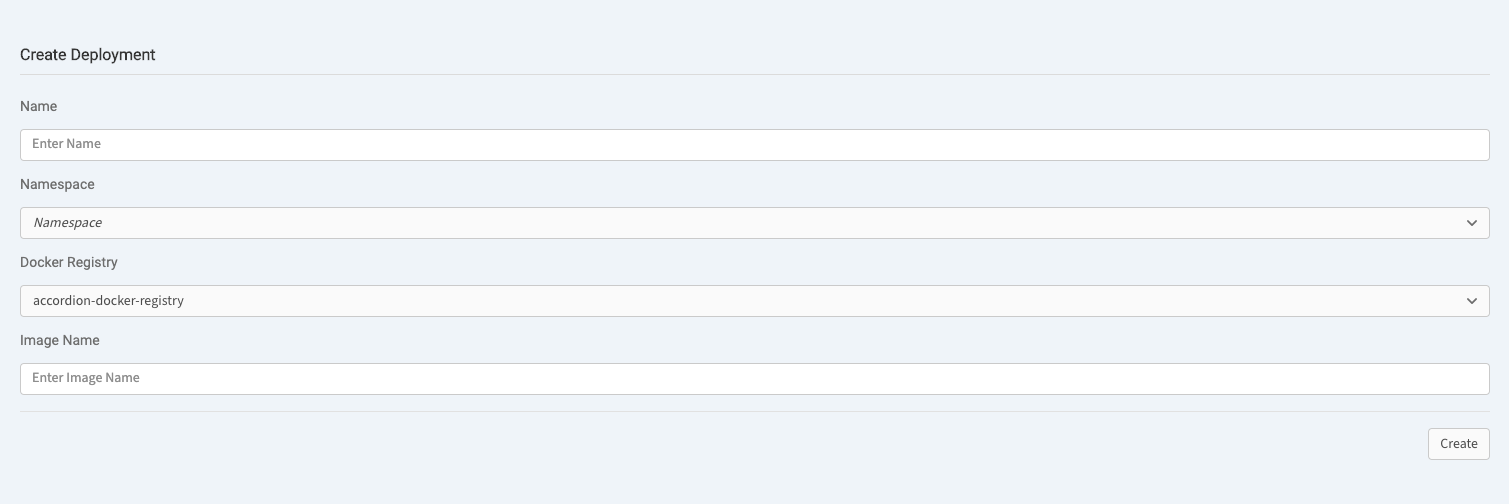 Create Deployment
Name
Enter Name
Namespace
Namespace
Docker Registry
accordion-docker-registry
Image Name
Enter Image Name
Create